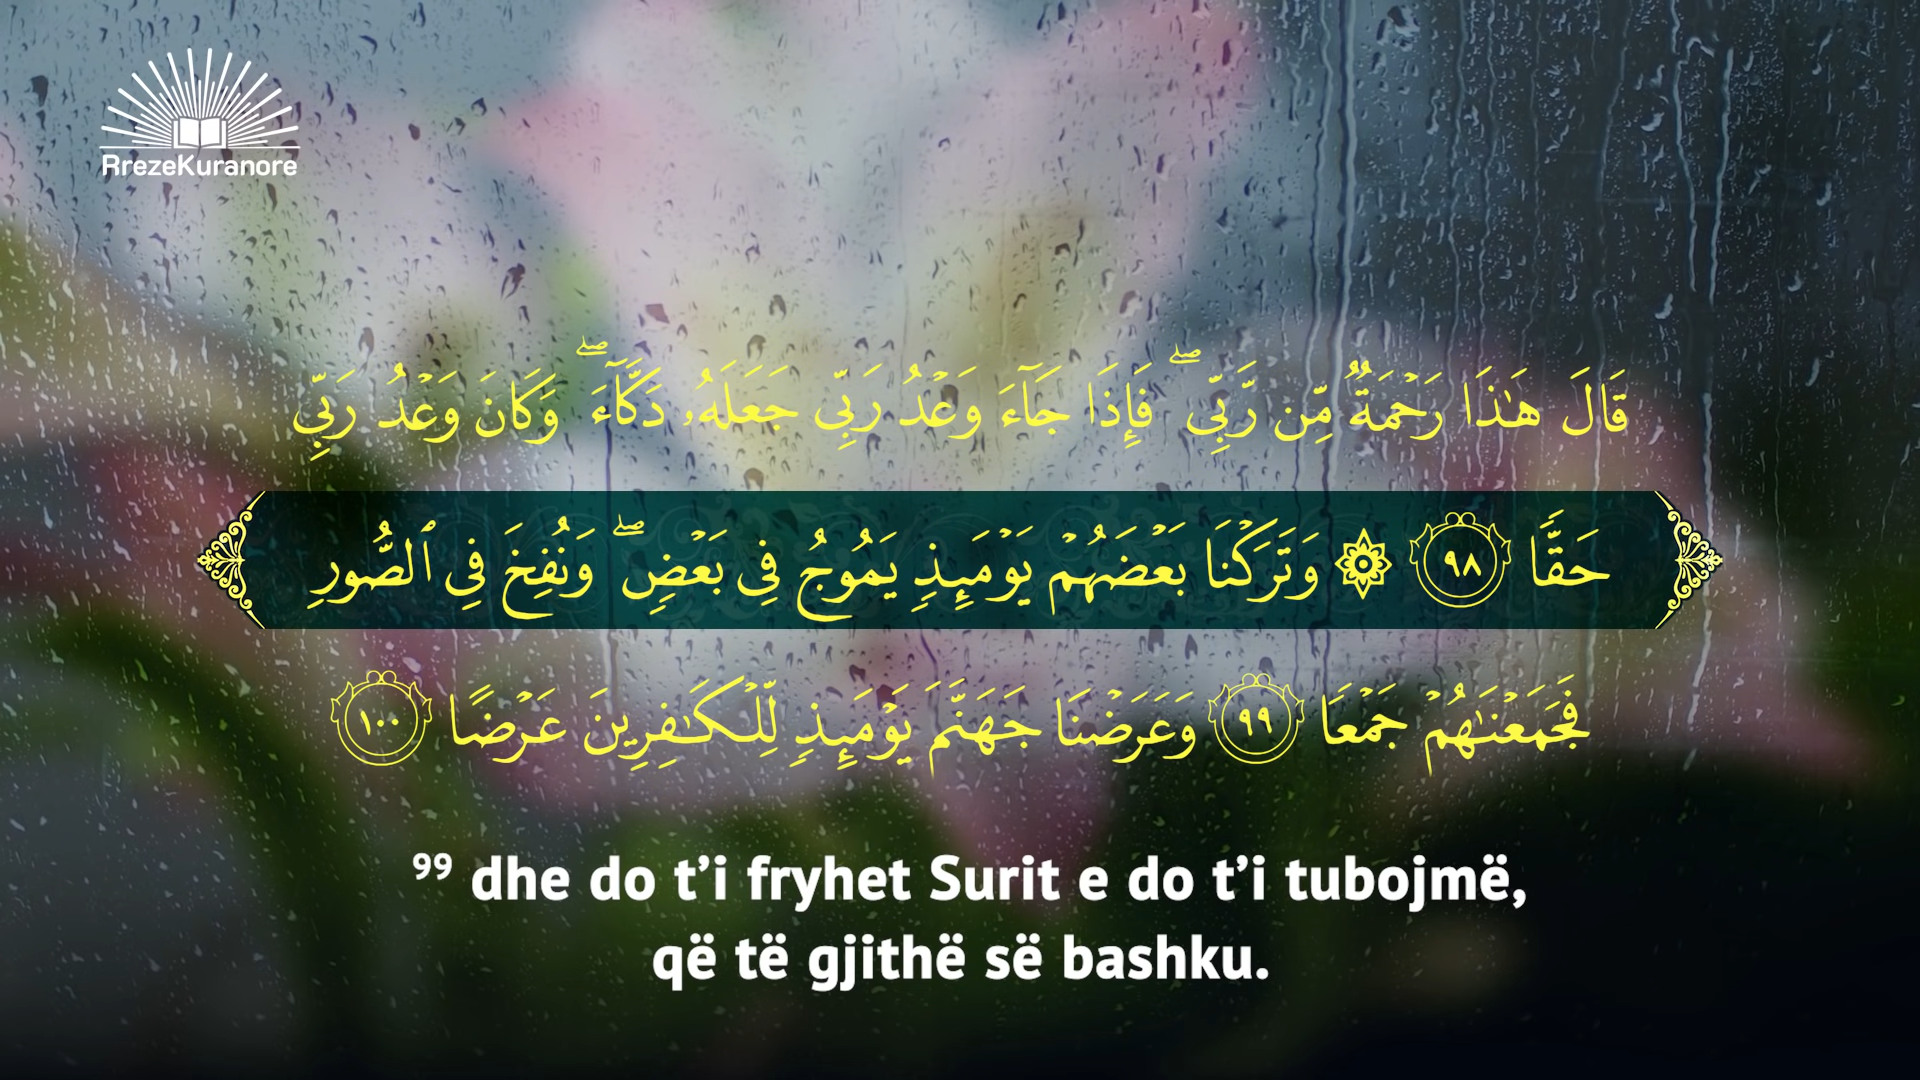 RrezeKuranore
قَالَ هَـٰذَا رَحْمَةٌ مِّن رَّبِّى ۖ فَإِذَا جَآءَ وَعْدُ رَبِّى جَعَلَهُۥ دَكَّآءَ ۖ وَكَانَ وَعْدُ رَبِّى
حَقًّا ٩٨ ۞ وَتَرَكْنَا بَعْضَهُمْ يَوْمَئِذٍ يَمُوجُ فِى بَعْضٍ ۖ وَنُفِخَ فِى ٱلصُّورِ
فَجَمَعْنَـٰهُمْ جَمْعًا ٩٩ وَعَرَضْنَا جَهَنَّمَ يَوْمَئِذٍ لِّلْكَـٰفِرِينَ عَرْضًا ١٠٠
⁹⁹ dhe do t’i fryhet Surit e do t’i tubojmë,
që të gjithë së bashku.